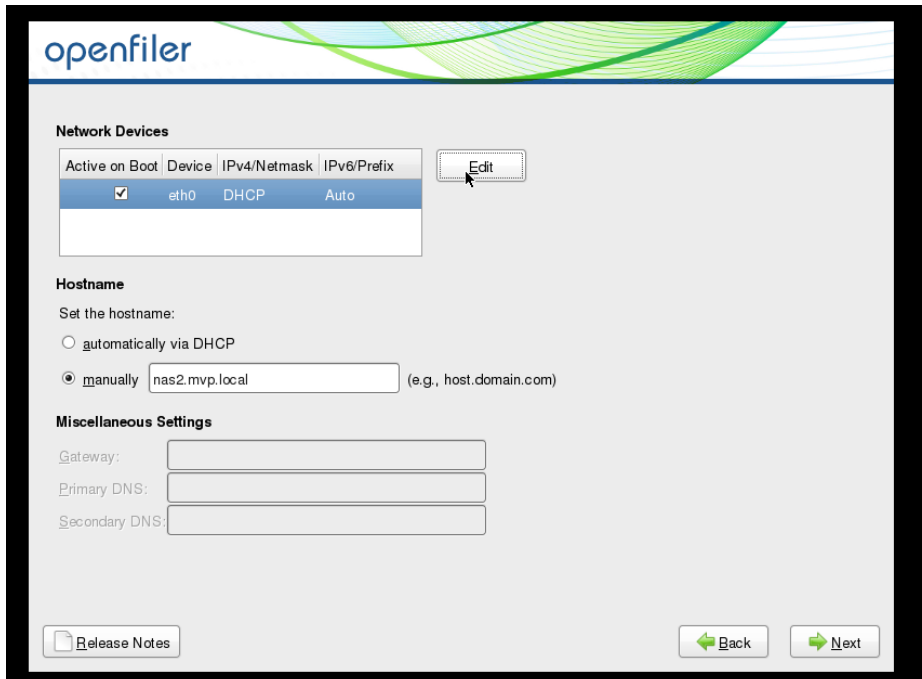 openfiler
Network Devices
Active on Boot Device IPv4/Netmask IPv6/Prefix
eth0 DHCP Auto
Edit
Hostname
Set the hostname:
automatically via DHCP
manually nas2.mvp.local (e.g., host.domain.com)
Miscellaneous Settings
Gateway:
Primary DNS:
Secondary DNS:
Release Notes Back Next